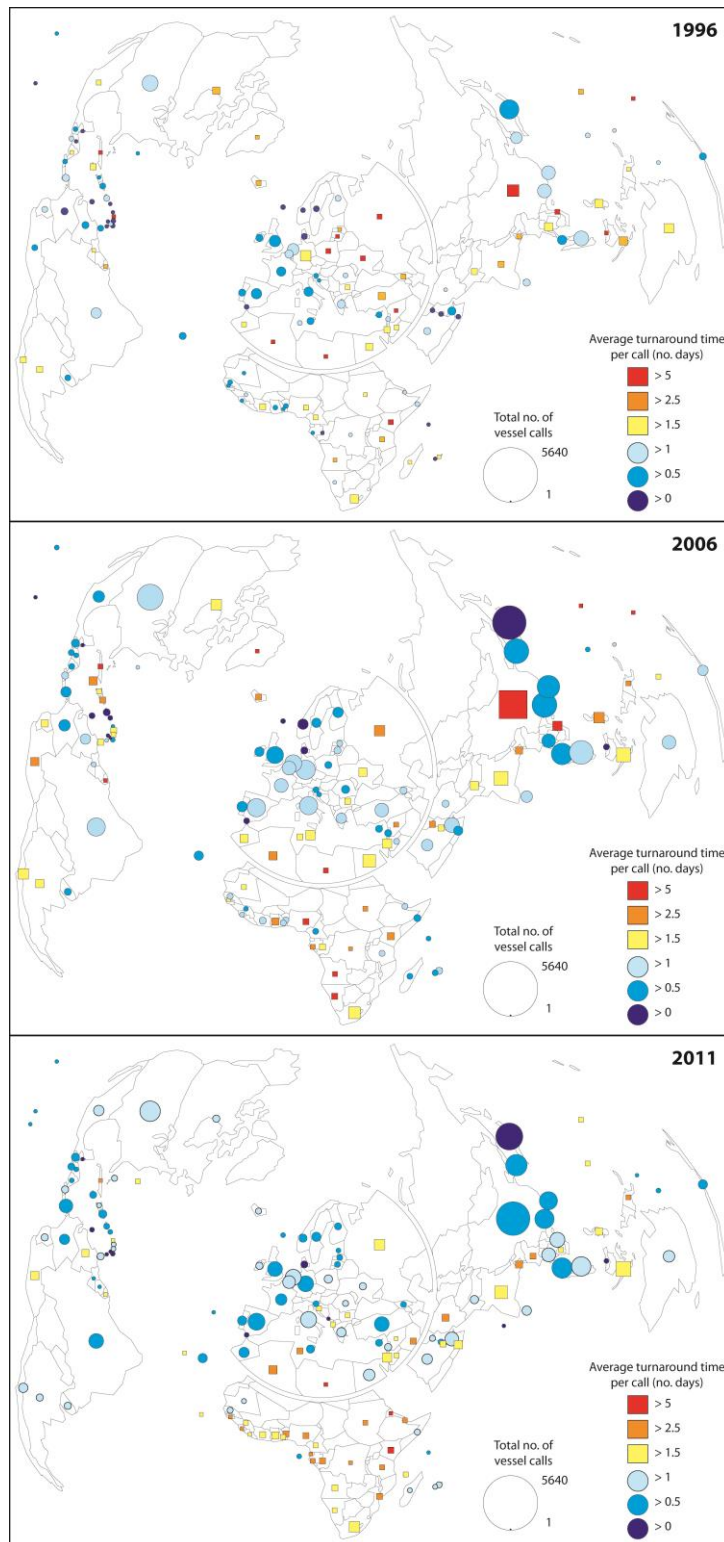 1996
Average turnaround time
per call (no. days)
> 5
> 2.5
> 1.5
> 1
> 0.5
> 0
Total no. of
vessel calls
5640
1
2006
Average turnaround time
per call (no. days)
> 5
> 2.5
> 1.5
> 1
> 0.5
> 0
Total no. of
vessel calls
5640
1
2011
Average turnaround time
per call (no. days)
> 5
> 2.5
> 1.5
> 1
> 0.5
> 0
Total no. of
vessel calls
5640
1